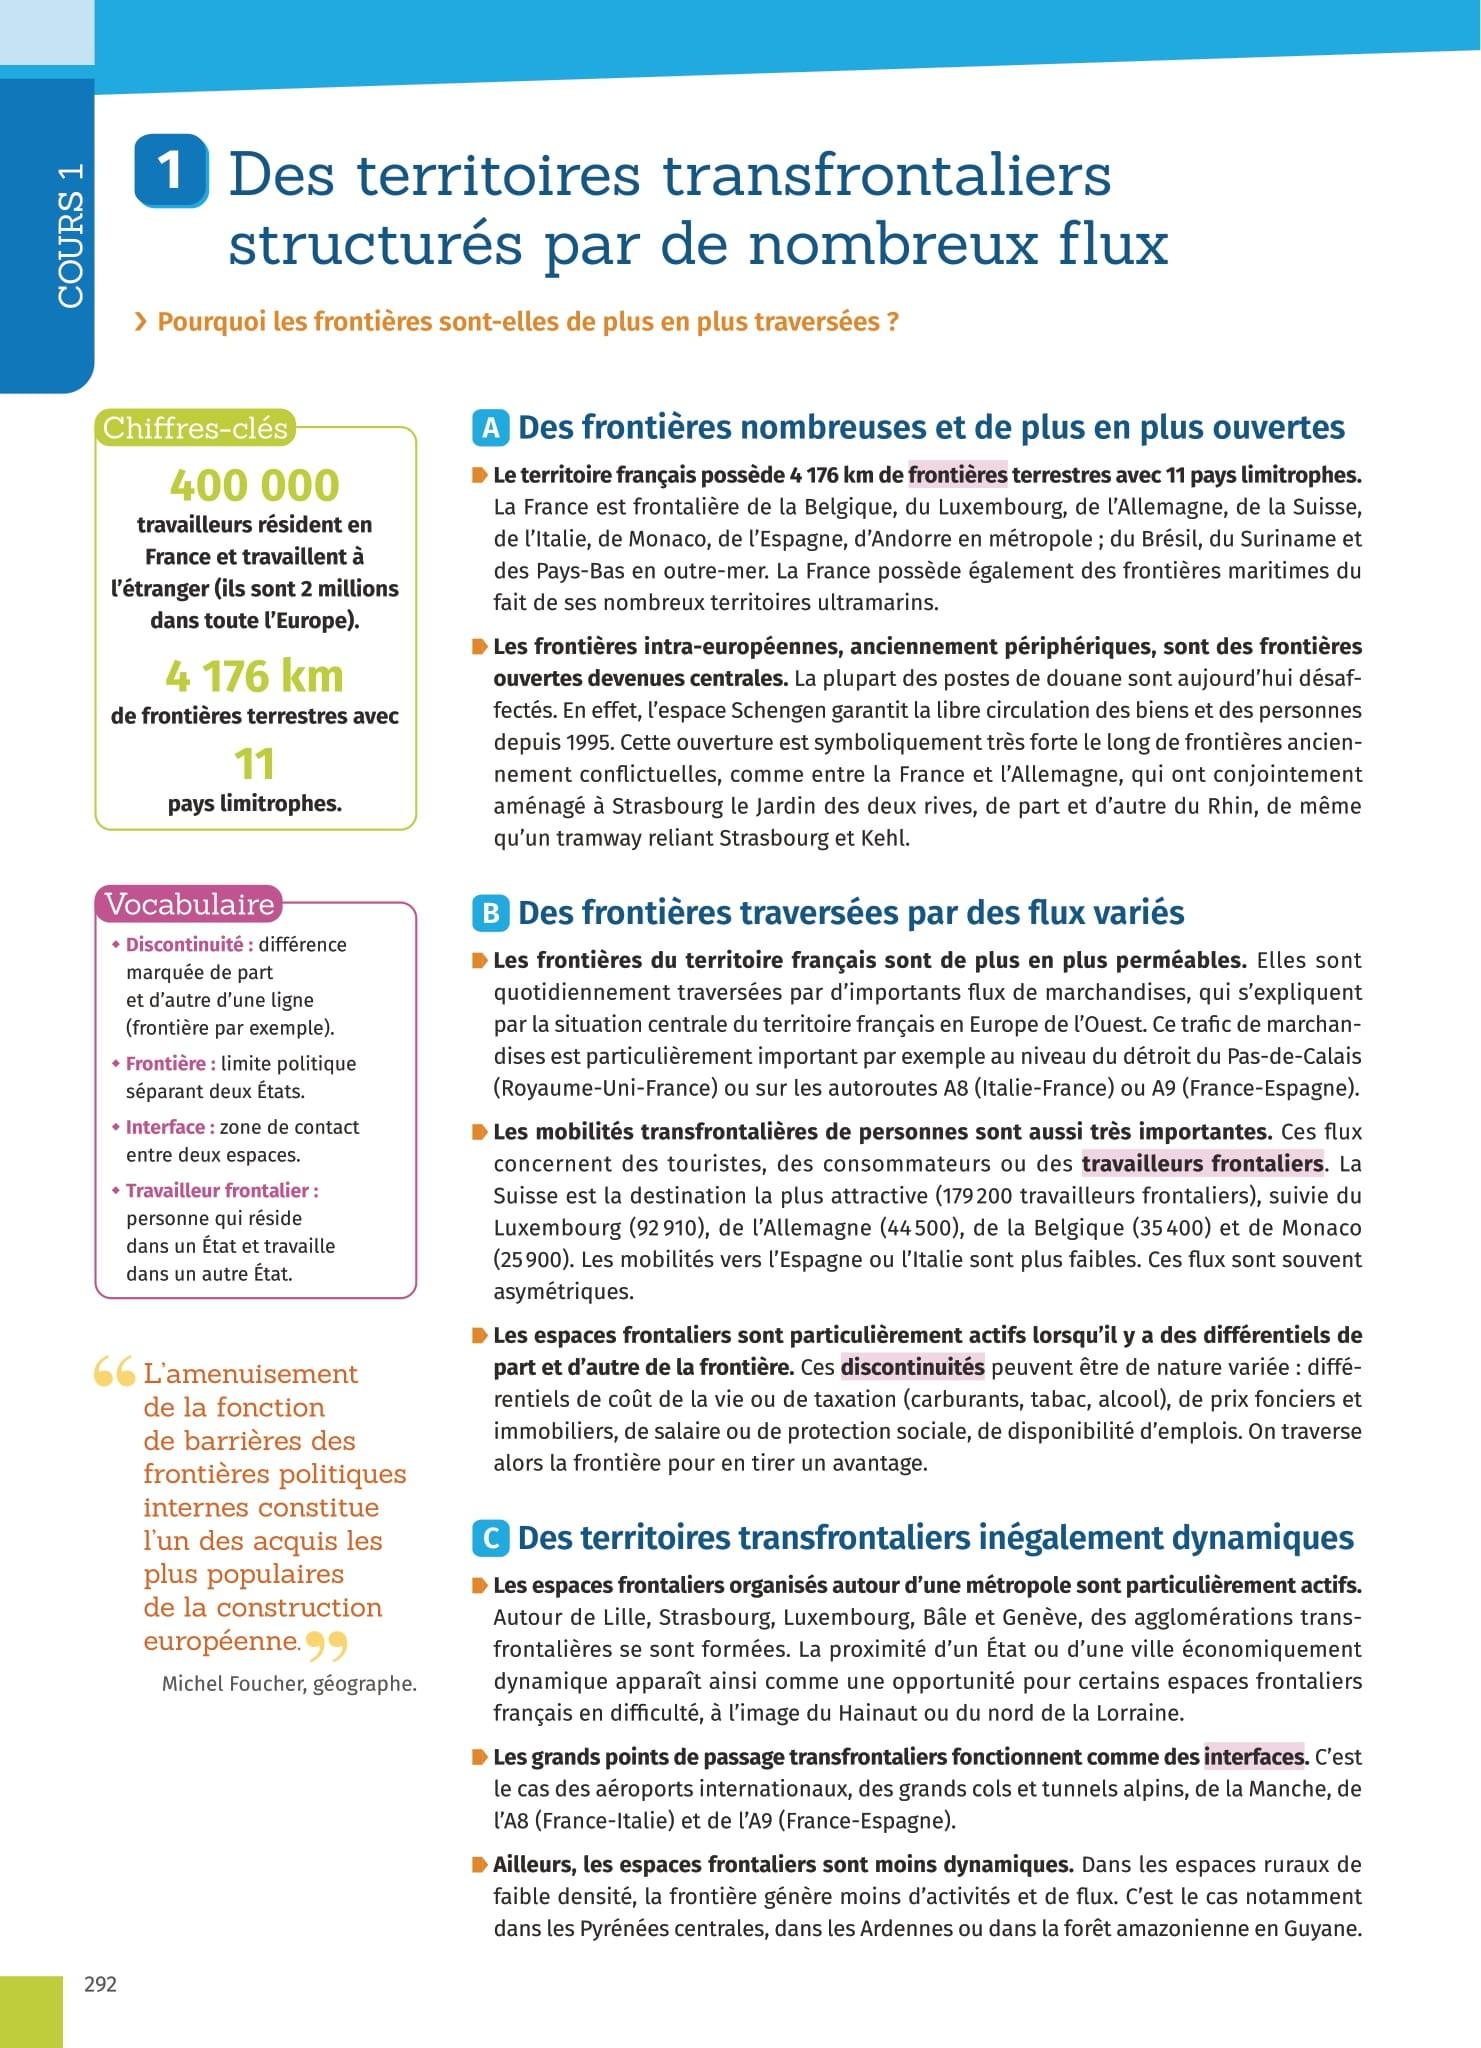 COURS 1
1 Des territoires transfrontaliers
structurés par de nombreux flux
› Pourquoi les frontières sont-elles de plus en plus traversées ?
Chiffres-clés
400 000
travailleurs résident en
France et travaillent à
l'étranger (ils sont 2 millions
dans toute l'Europe).
4 176 km
de frontières terrestres avec
11
pays limitrophes.
Vocabulaire
• Discontinuité : différence
marquée de part
et d'autre d'une ligne
(frontière par exemple).
• Frontière : limite politique
séparant deux États.
• Interface : zone de contact
entre deux espaces.
• Travailleur frontalier :
personne qui réside
dans un État et travaille
dans un autre État.
“ L'amenuisement
de la fonction
de barrières des
frontières politiques
internes constitue
l'un des acquis les
plus populaires
de la construction
européenne. ”
Michel Foucher, géographe.
A Des frontières nombreuses et de plus en plus ouvertes
Le territoire français possède 4 176 km de frontières terrestres avec 11 pays limitrophes.
La France est frontalière de la Belgique, du Luxembourg, de l'Allemagne, de la Suisse,
de l'Italie, de Monaco, de l'Espagne, d'Andorre en métropole ; du Brésil, du Suriname et
des Pays-Bas en outre-mer. La France possède également des frontières maritimes du
fait de ses nombreux territoires ultramarins.
Les frontières intra-européennes, anciennement périphériques, sont des frontières
ouvertes devenues centrales. La plupart des postes de douane sont aujourd'hui désaf-
fectés. En effet, l'espace Schengen garantit la libre circulation des biens et des personnes
depuis 1995. Cette ouverture est symboliquement très forte le long de frontières ancien-
nement conflictuelles, comme entre la France et l'Allemagne, qui ont conjointement
aménagé à Strasbourg le Jardin des deux rives, de part et d'autre du Rhin, de même
qu'un tramway reliant Strasbourg et Kehl.
B Des frontières traversées par des flux variés
Les frontières du territoire français sont de plus en plus perméables. Elles sont
quotidiennement traversées par d'importants flux de marchandises, qui s'expliquent
par la situation centrale du territoire français en Europe de l'Ouest. Ce trafic de marchan-
dises est particulièrement important par exemple au niveau du détroit du Pas-de-Calais
(Royaume-Uni-France) ou sur les autoroutes A8 (Italie-France) ou A9 (France-Espagne).
Les mobilités transfrontalières de personnes sont aussi très importantes. Ces flux
concernent des touristes, des consommateurs ou des travailleurs frontaliers. La
Suisse est la destination la plus attractive (179 200 travailleurs frontaliers), suivie du
Luxembourg (92 910), de l'Allemagne (44 500), de la Belgique (35 400) et de Monaco
(25 900). Les mobilités vers l'Espagne ou l'Italie sont plus faibles. Ces flux sont souvent
asymétriques.
Les espaces frontaliers sont particulièrement actifs lorsqu'il y a des différentiels de
part et d'autre de la frontière. Ces discontinuités peuvent être de nature variée : diffé-
rentiels de coût de la vie ou de taxation (carburants, tabac, alcool), de prix fonciers et
immobiliers, de salaire ou de protection sociale, de disponibilité d'emplois. On traverse
alors la frontière pour en tirer un avantage.
C Des territoires transfrontaliers inégalement dynamiques
Les espaces frontaliers organisés autour d'une métropole sont particulièrement actifs.
Autour de Lille, Strasbourg, Luxembourg, Bâle et Genève, des agglomérations trans-
frontalières se sont formées. La proximité d'un État ou d'une ville économiquement
dynamique apparaît ainsi comme une opportunité pour certains espaces frontaliers
français en difficulté, à l'image du Hainaut ou du nord de la Lorraine.
Les grands points de passage transfrontaliers fonctionnent comme des interfaces. C'est
le cas des aéroports internationaux, des grands cols et tunnels alpins, de la Manche, de
l'A8 (France-Italie) et de l'A9 (France-Espagne).
Ailleurs, les espaces frontaliers sont moins dynamiques. Dans les espaces ruraux de
faible densité, la frontière génère moins d'activités et de flux. C'est le cas notamment
dans les Pyrénées centrales, dans les Ardennes ou dans la forêt amazonienne en Guyane.
292